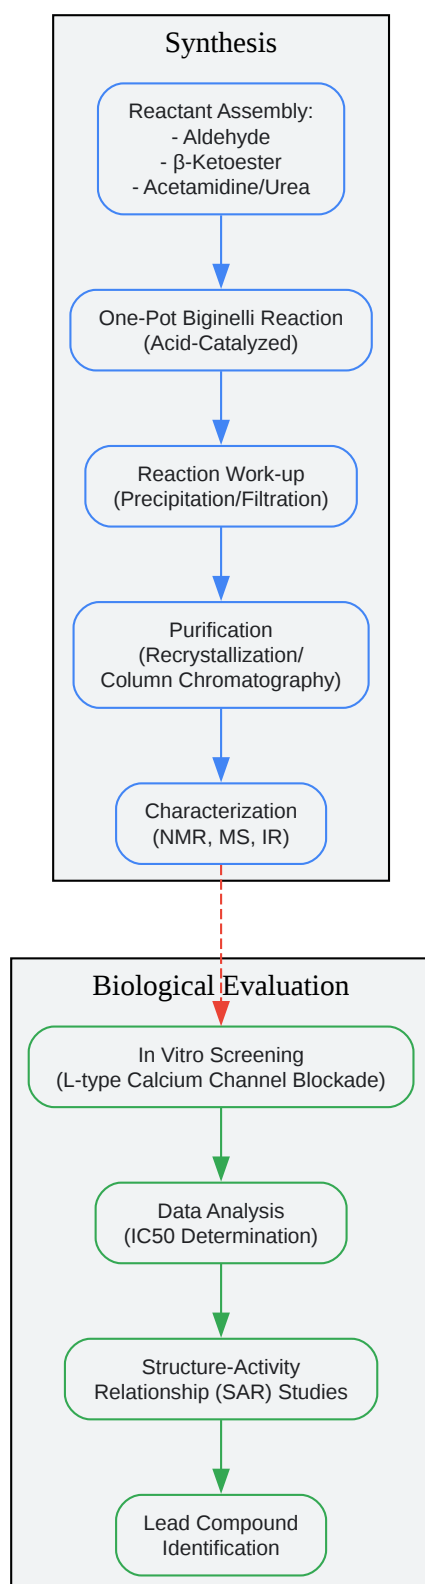 Synthesis
Reactant Assembly:
- Aldehyde
- β-Ketoester
- Acetamidine/Urea
One-Pot Biginelli Reaction
(Acid-Catalyzed)
Reaction Work-up
(Precipitation/Filtration)
Purification
(Recrystallization/
Column Chromatography)
Characterization
(NMR, MS, IR)
Biological Evaluation
In Vitro Screening
(L-type Calcium Channel Blockade)
Data Analysis
(IC50 Determination)
Structure-Activity
Relationship (SAR) Studies
Lead Compound
Identification